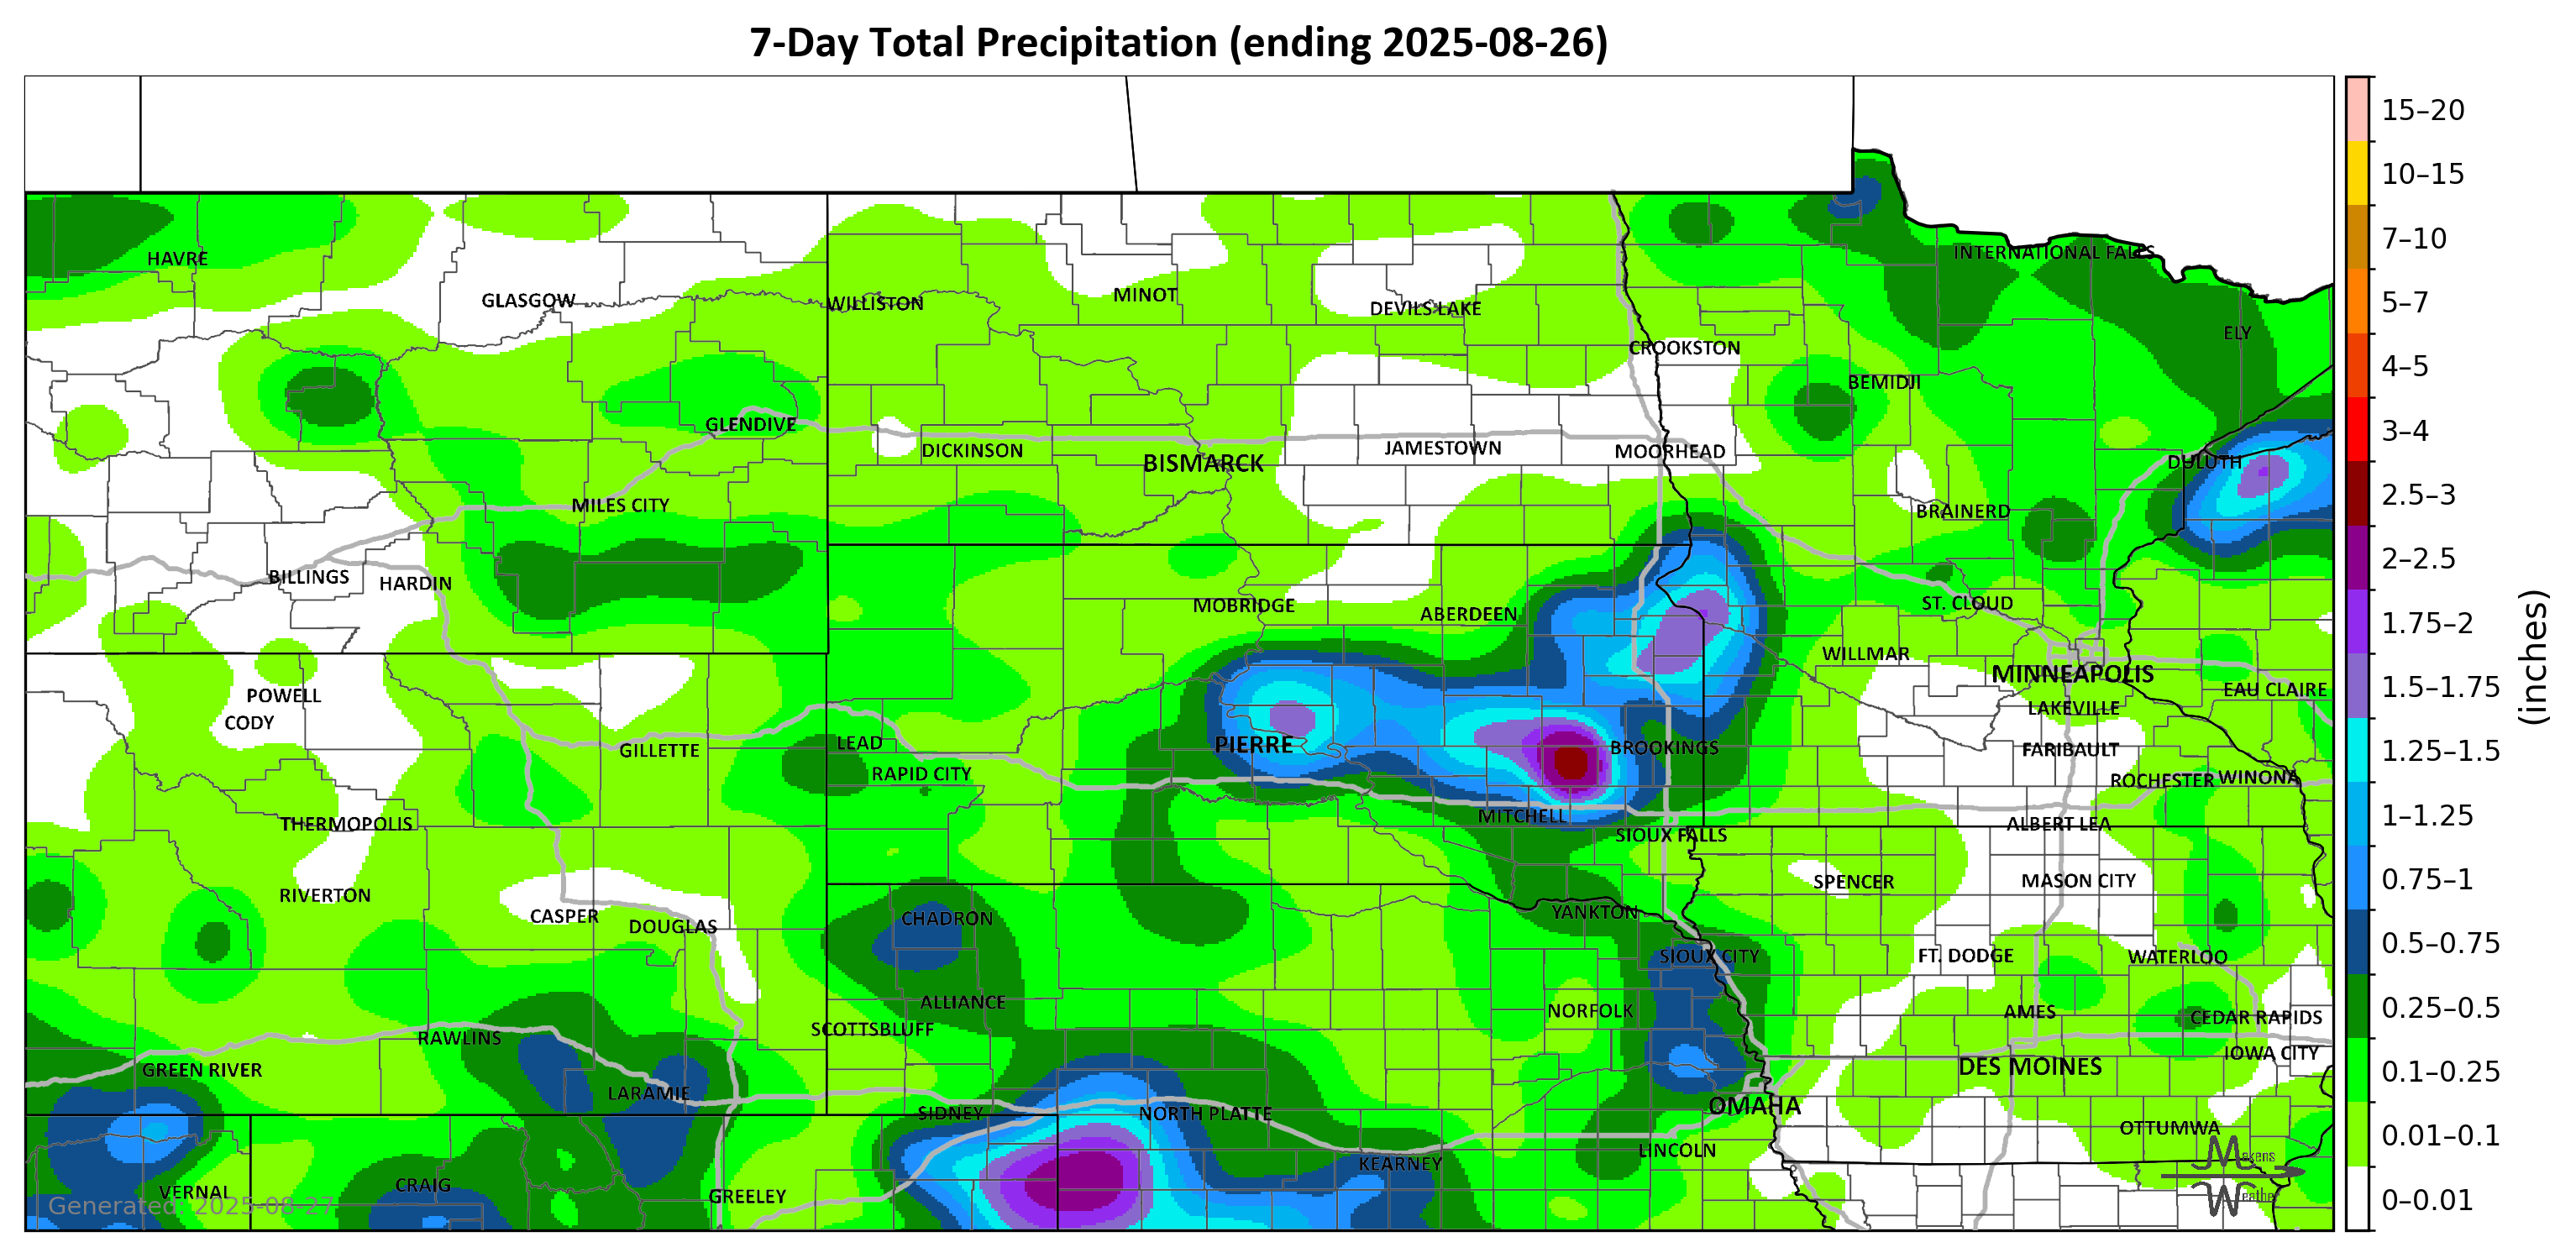 7-Day Total Precipitation (ending 2025-08-26)
HAVRE
INTERNATIONAL FALLS
GLASGOW
WILLISTON
MINOT
DEVILS LAKE
ELY
CROOKSTON
BEMIDJI
GLENDIVE
DICKINSON
BISMARCK
JAMESTOWN
MOORHEAD
DULUTH
MILES CITY
BRAINERD
BILLINGS
HARDIN
MOBRIDGE
ABERDEEN
ST. CLOUD
WILLMAR
MINNEAPOLIS
POWELL
CODY
EAU CLAIRE
LAKEVILLE
GILLETTE
LEAD
PIERRE
BROOKINGS
FARIBAULT
RAPID CITY
ROCHESTER
WINONA
THERMOPOLIS
MITCHELL
SIOUX FALLS
ALBERT LEA
RIVERTON
SPENCER
MASON CITY
CASPER
DOUGLAS
CHADRON
YANKTON
SIOUX CITY
FT. DODGE
WATERLOO
ALLIANCE
NORFOLK
AMES
CEDAR RAPIDS
SCOTTSBLUFF
RAWLINS
IOWA CITY
GREEN RIVER
DES MOINES
LARAMIE
SIDNEY
NORTH PLATTE
OMAHA
OTTUMWA
LINCOLN
KEARNEY
VERNAL
CRAIG
GREELEY
Generated: 2025-08-27
Makens
Weather
15–20
10–15
7–10
5–7
4–5
3–4
2.5–3
2–2.5
1.75–2
1.5–1.75
1.25–1.5
1–1.25
0.75–1
0.5–0.75
0.25–0.5
0.1–0.25
0.01–0.1
0–0.01
(inches)